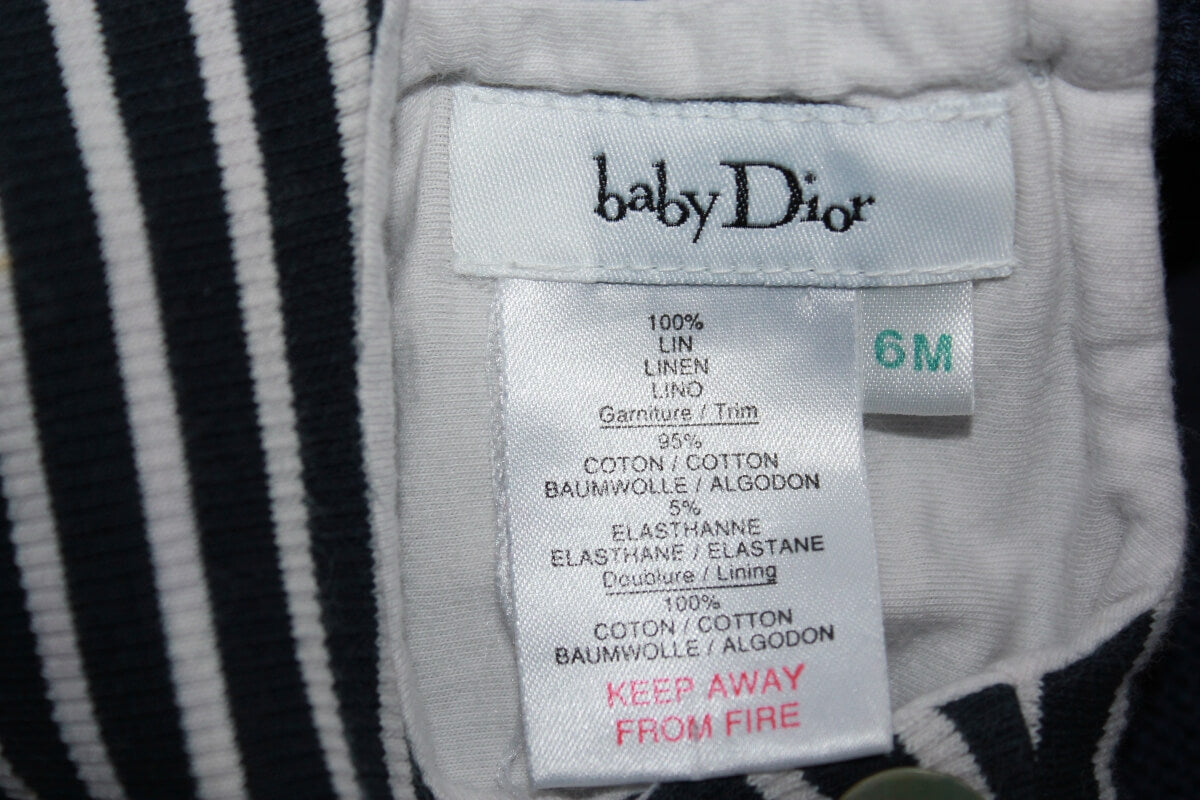 baby Dior
6M
100%
LIN
LINEN
LINO
Garniture / Trim
95%
COTON / COTTON
BAUMWOLLE / ALGODON
5%
ELASTHANNE
ELASTHANE / ELASTANE
Doublure / Lining
100%
COTON / COTTON
BAUMWOLLE / ALGODON
KEEP AWAY
FROM FIRE